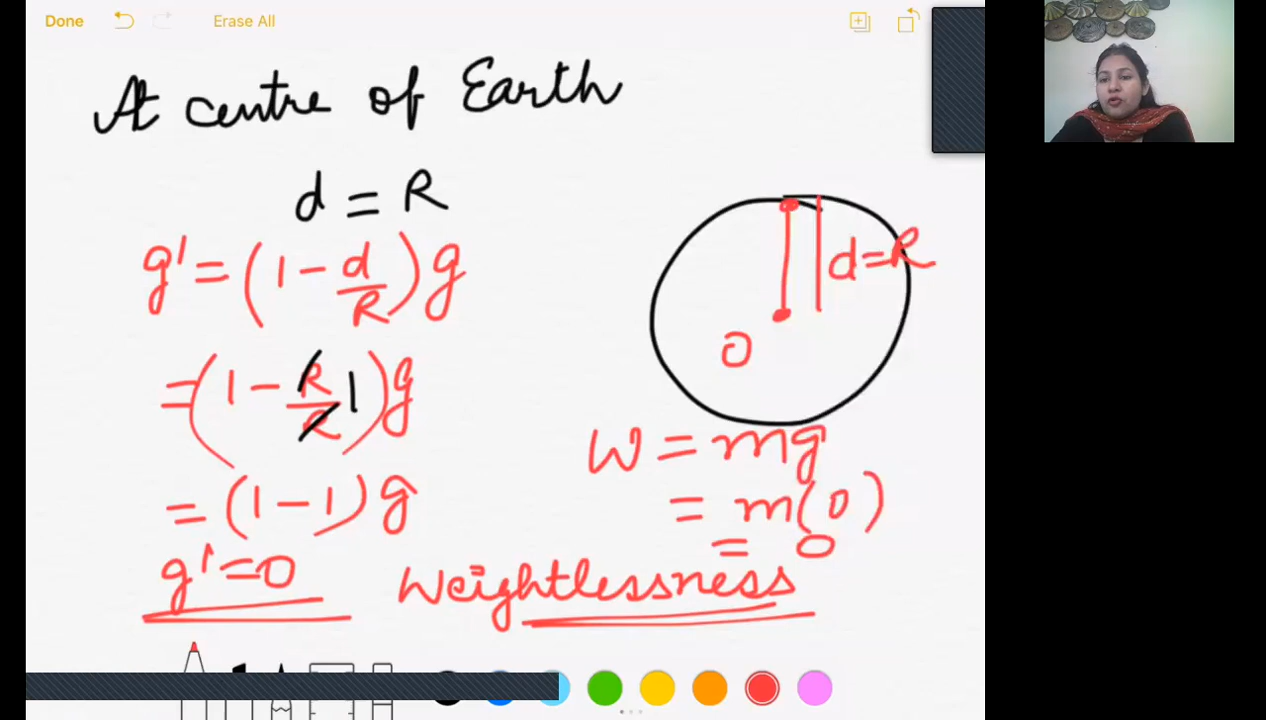 Done
Erase All
At centre of Earth
d = R
g' = (1 - d/R) g
= (1 - R/R 1) g
= (1 - 1) g
g' = 0
d = R
O
W = mg
= m(0)
= 0
Weightlessness